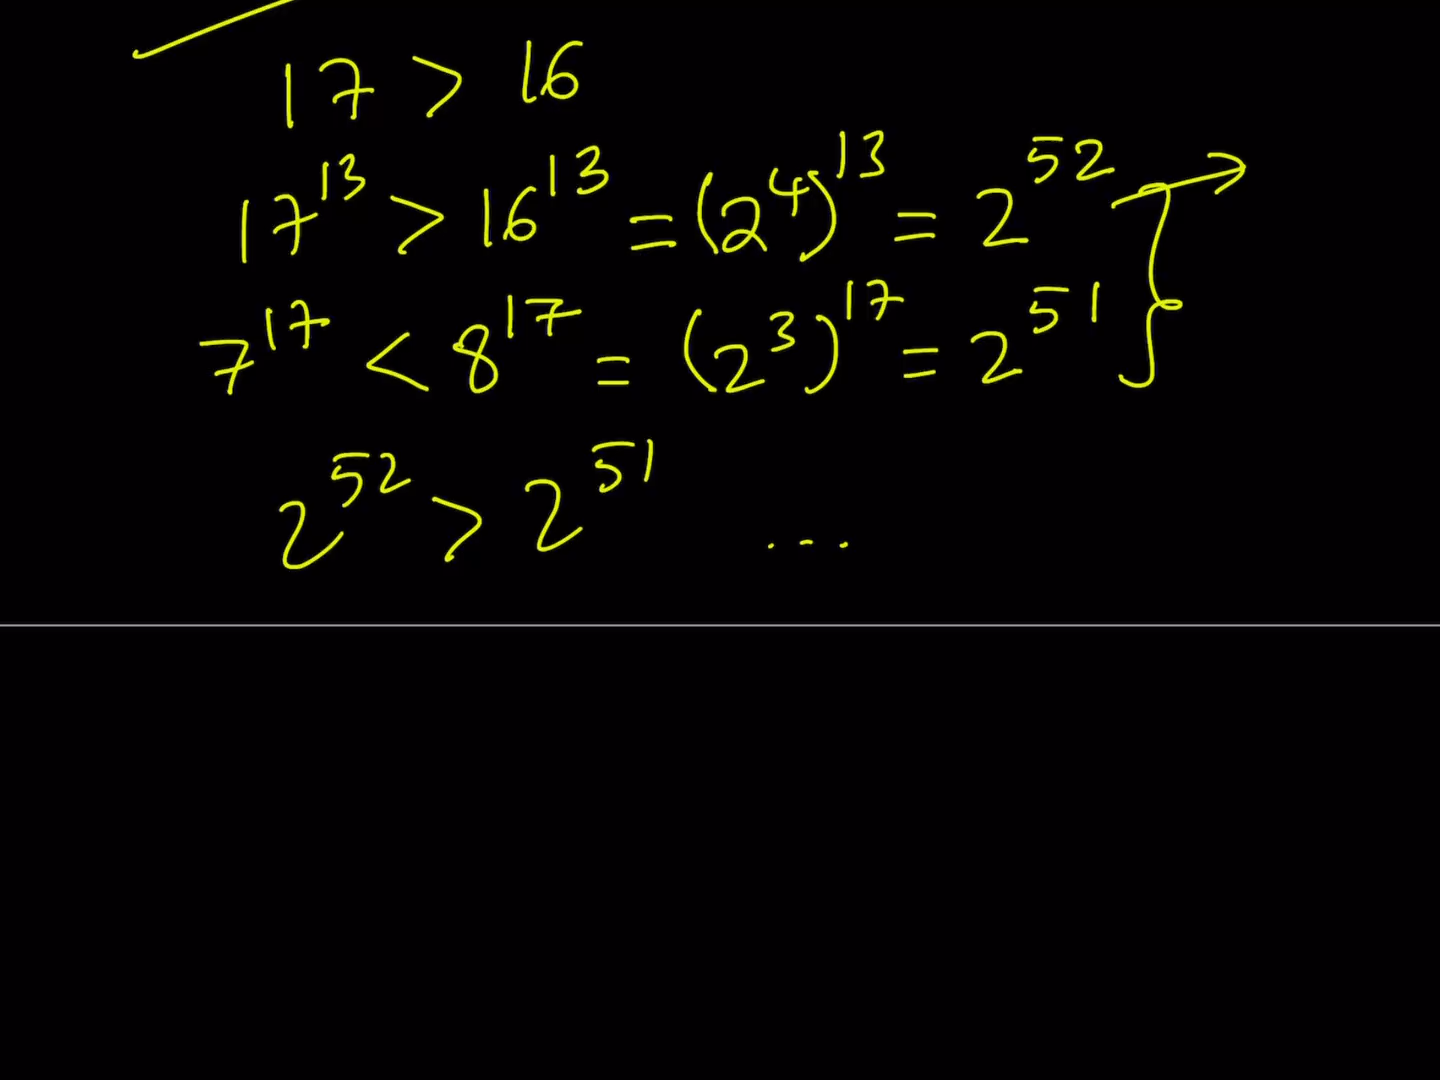 17 > 16
17^13 > 16^13 = (2^4)^13 = 2^52
7^17 < 8^17 = (2^3)^17 = 2^51
2^52 > 2^51 ...